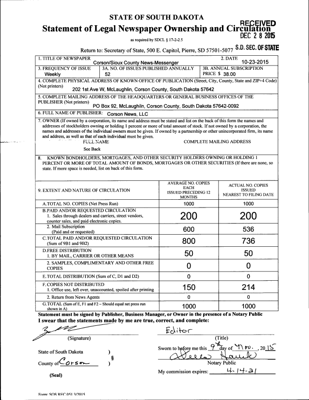 STATE OF SOUTH DAKOTA
Statement of Legal Newspaper Ownership and Circulation
RECEIVED
DEC 28 2015
as required by SDCL § 17-2-2.5
S.D. SEC. OF STATE
Return to: Secretary of State, 500 E. Capitol, Pierre, SD 57501-5077
1. TITLE OF NEWSPAPER
Corson/Sioux County News-Messenger
2. DATE
10-23-2015
3. FREQUENCY OF ISSUE
Weekly
3A. NO. OF ISSUES PUBLISHED ANNUALLY
52
3B. ANNUAL SUBSCRIPTION
PRICE $ 38.00
4. COMPLETE PHYSICAL ADDRESS OF KNOWN OFFICE OF PUBLICATION (Street, City, County, State and ZIP+4 Code)
(Not printers)
202 1st Ave W, McLaughlin, Corson County, South Dakota 57642
5. COMPLETE MAILING ADDRESS OF THE HEADQUARTERS OR GENERAL BUSINESS OFFICES OF THE
PUBLISHER (Not printers)
PO Box 92, McLaughlin, Corson County, South Dakota 57642-0092
6. FULL NAME OF PUBLISHER:
Corson News, LLC
7. OWNER (If owned by a corporation, its name and address must be stated and list on the back of this form the names and
addresses of stockholders owning or holding 1 percent or more of total amount of stock. If not owned by a corporation, the
names and addresses of the individual owners must be given. If owned by a partnership or other unincorporated firm, its name
and address, as well as that of each individual must be given.
FULL NAME
COMPLETE MAILING ADDRESS
See Back
8. KNOWN BONDHOLDERS, MORTGAGES, AND OTHER SECURITY HOLDERS OWNING OR HOLDING 1
PERCENT OR MORE OF TOTAL AMOUNT OF BONDS, MORTGAGES OR OTHER SECURITIES (If there are none, so
state. If more space is needed, list on back of this form.
9. EXTENT AND NATURE OF CIRCULATION
AVERAGE NO. COPIES
EACH
ISSUED PRECEDING 12
MONTHS
ACTUAL NO. COPIES
ISSUED
NEAREST TO FILING DATE
A. TOTAL NO. COPIES (Net Press Run)
1000
1000
B. PAID AND/OR REQUESTED CIRCULATION
1. Sales through dealers and carriers, street vendors,
counter sales, and paid electronic copies.
200
200
2. Mail Subscription
(Paid and or requested)
600
536
C. TOTAL PAID AND/OR REQUESTED CIRCULATION
(Sum of 9B1 and 9B2)
800
736
D. FREE DISTRIBUTION
1. BY MAIL, CARRIER OR OTHER MEANS
50
50
2. SAMPLES, COMPLIMENTARY AND OTHER FREE
COPIES
0
0
E. TOTAL DISTRIBUTION (Sum of C, D1 and D2)
0
0
F. COPIES NOT DISTRIBUTED
1. Office use, left over, unaccounted, spoiled after printing
150
214
2. Return from News Agents
0
0
G. TOTAL (Sum of E, F1 and F2 – Should equal net press run
shown in A)
1000
1000
Statement must be signed by Publisher, Business Manager, or Owner in the presence of a Notary Public
I swear that the statements made by me are true, correct, and complete:
Editor
(Signature)
(Title)
State of South Dakota )
County of Corson )
§
Sworn to before me this 9th day of Nov., 2015
Notary Public
(Seal)
My commission expires: